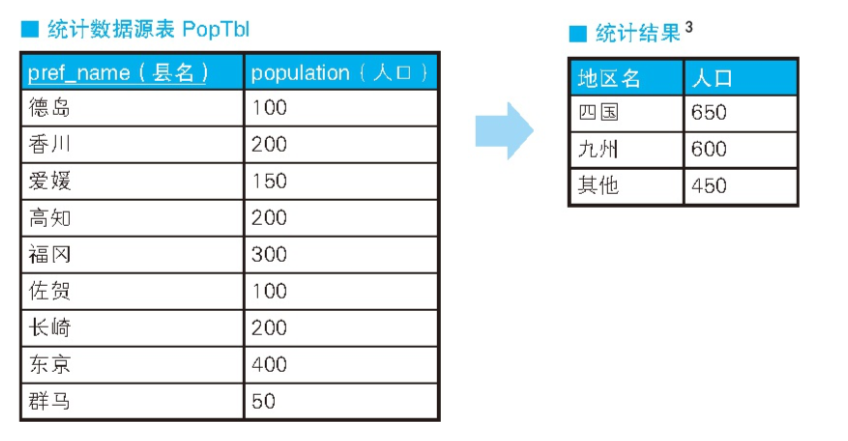 ■ 统计数据源表 PopTbl
pref_name（县名） population（人口）
德岛 100
香川 200
爱媛 150
高知 200
福冈 300
佐贺 100
长崎 200
东京 400
群马 50
■ 统计结果3
地区名 人口
四国 650
九州 600
其他 450